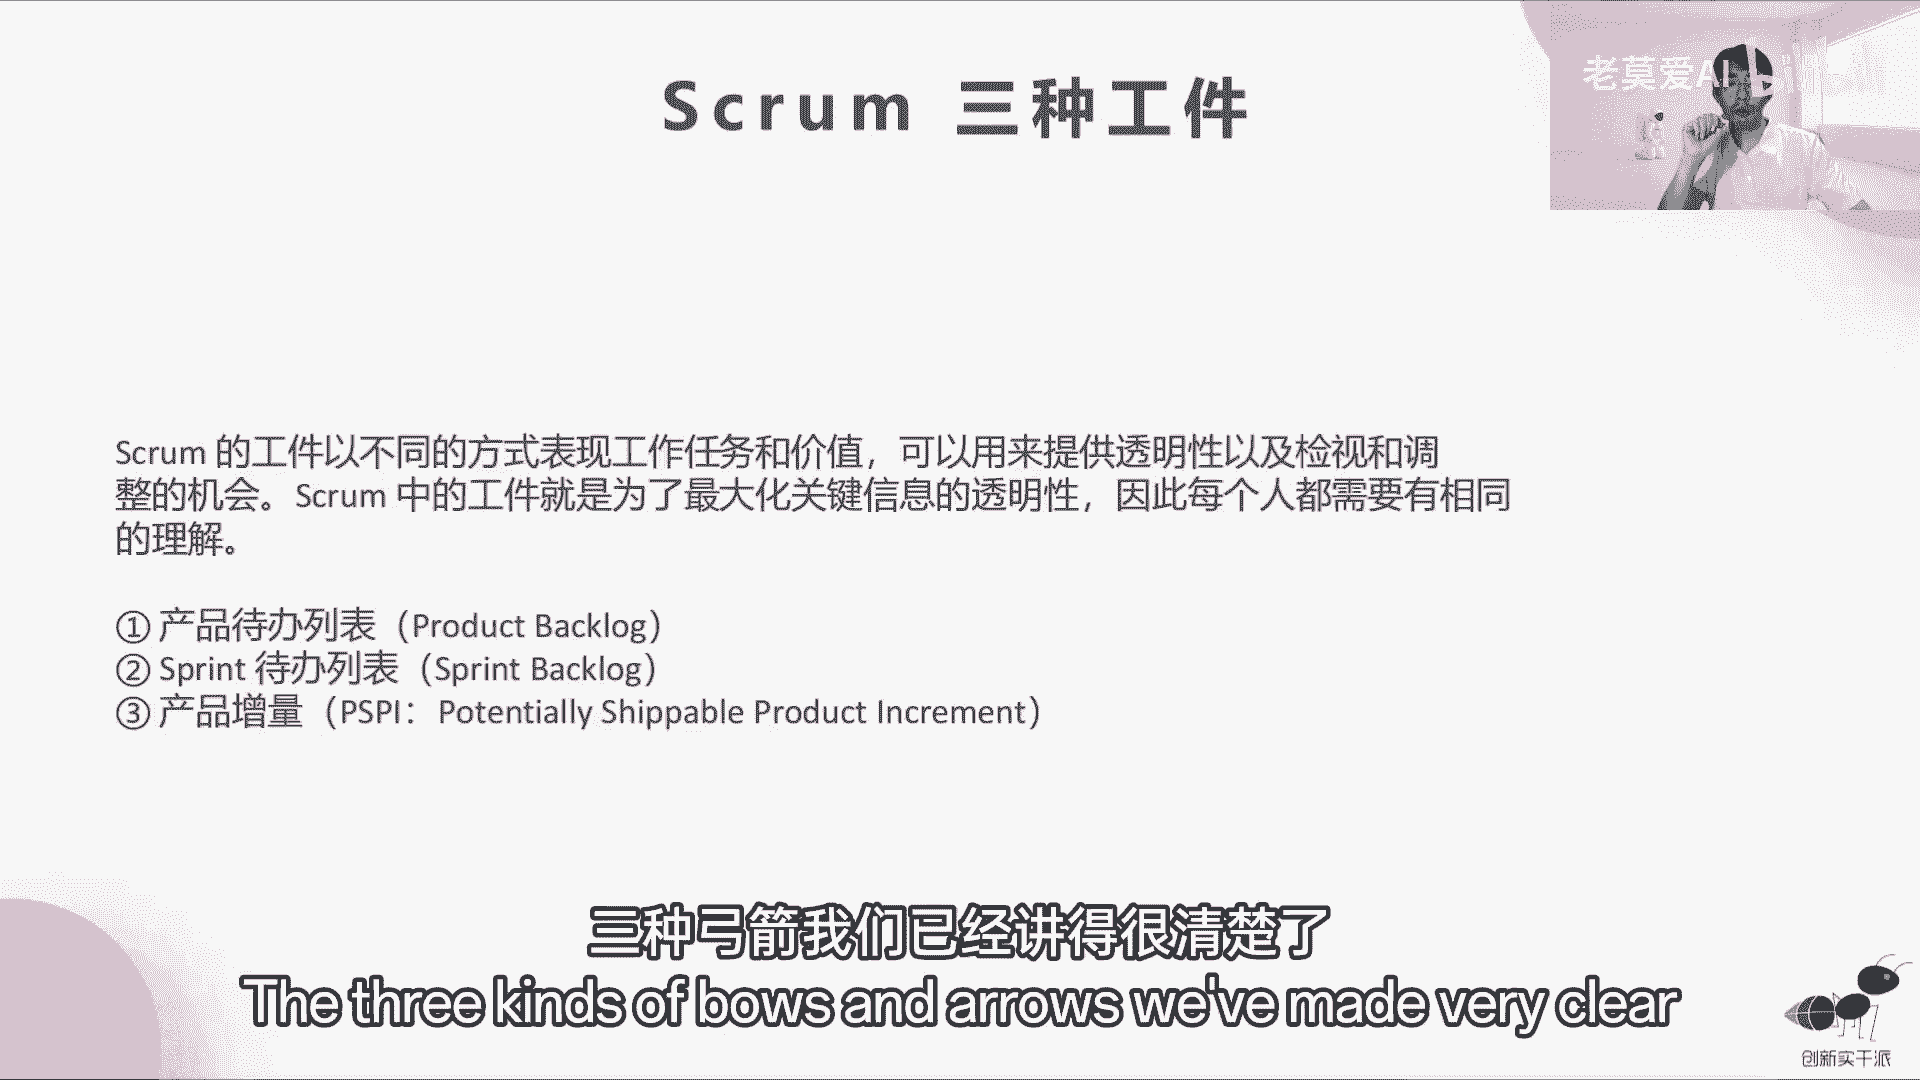 Scrum 三种工件
老莫爱AI
Scrum 的工件以不同的方式表现工作任务和价值，可以用来提供透明性以及检视和调
整的机会。Scrum 中的工件就是为了最大化关键信息的透明性，因此每个人都需要有相同
的理解。
① 产品待办列表（Product Backlog）
② Sprint 待办列表（Sprint Backlog）
③ 产品增量（PSPI：Potentially Shippable Product Increment）
三种弓箭我们已经讲得很清楚了
The three kinds of bows and arrows we've made very clear
创新实干派